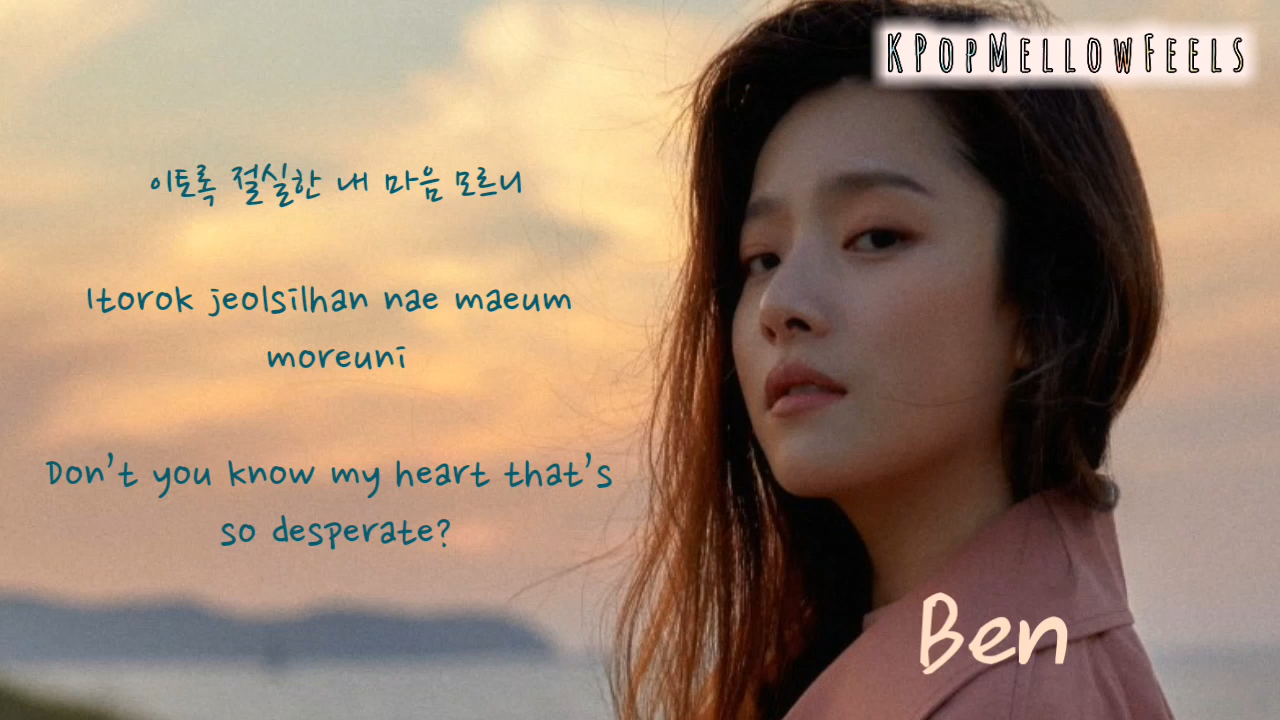 KPopMellowFeels
이토록 절실한 내 마음 모르니
Itorok jeolsilhan nae maeum
moreuni
Don't you know my heart that's
so desperate?
Ben